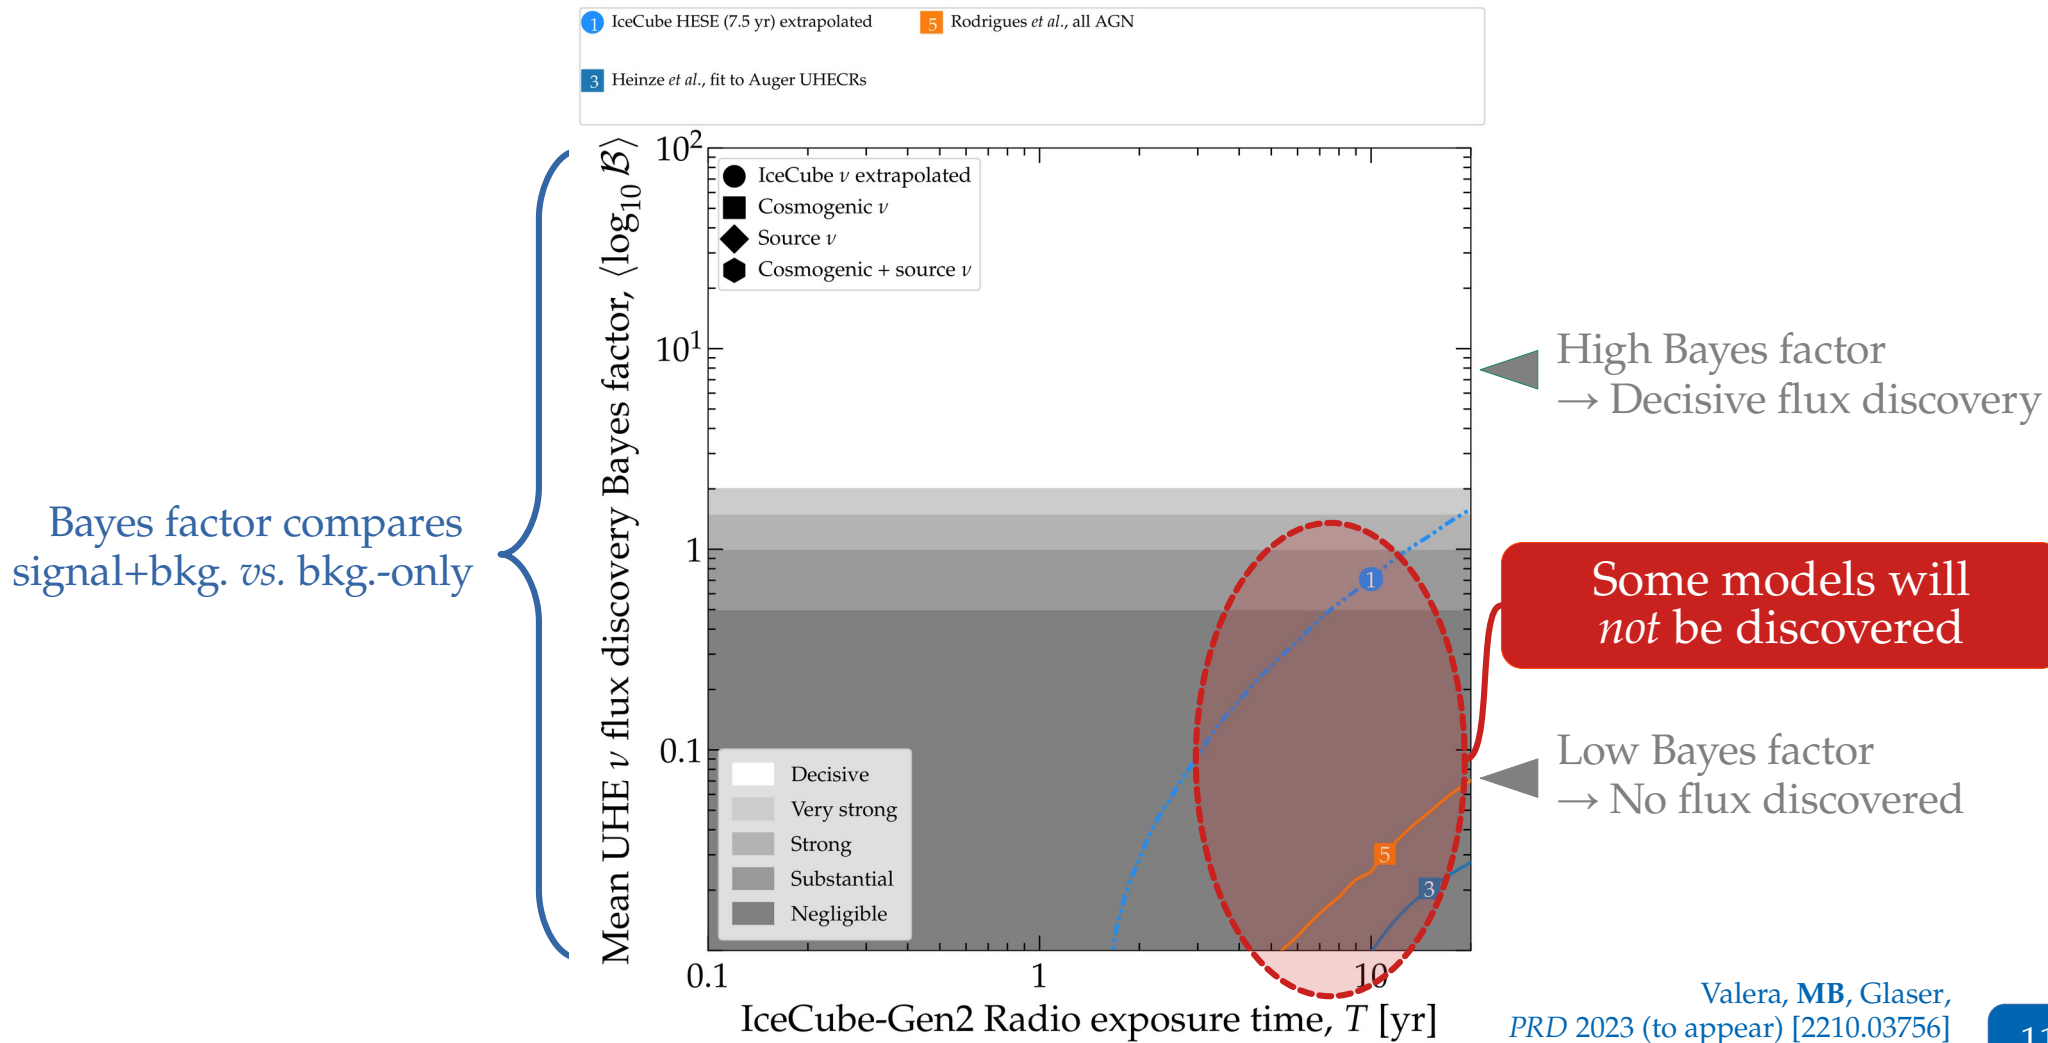 1 IceCube HESE (7.5 yr) extrapolated
5 Rodrigues et al., all AGN
3 Heinze et al., fit to Auger UHECRs
Mean UHE ν flux discovery Bayes factor, ⟨log₁₀ ℬ⟩
10²
10¹
1
0.1
IceCube ν extrapolated
Cosmogenic ν
Source ν
Cosmogenic + source ν
1
5
3
Decisive
Very strong
Strong
Substantial
Negligible
0.1
1
10
IceCube-Gen2 Radio exposure time, T [yr]
Bayes factor compares
signal+bkg. vs. bkg.-only
High Bayes factor
→ Decisive flux discovery
Some models will
not be discovered
Low Bayes factor
→ No flux discovered
Valera, MB, Glaser,
PRD 2023 (to appear) [2210.03756]